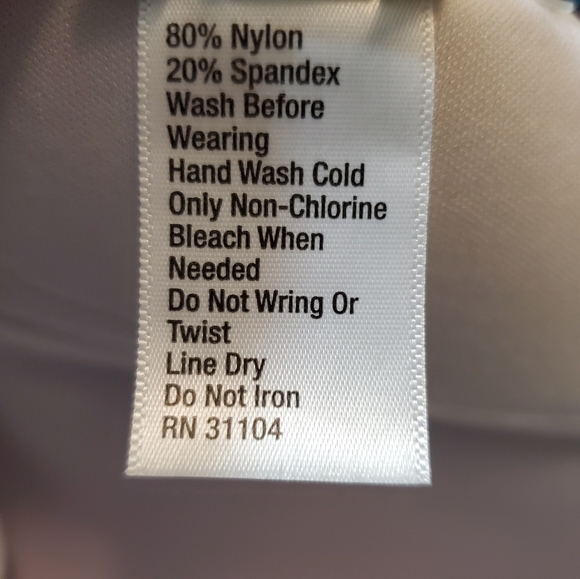 80% Nylon
20% Spandex
Wash Before
Wearing
Hand Wash Cold
Only Non-Chlorine
Bleach When
Needed
Do Not Wring Or
Twist
Line Dry
Do Not Iron
RN 31104